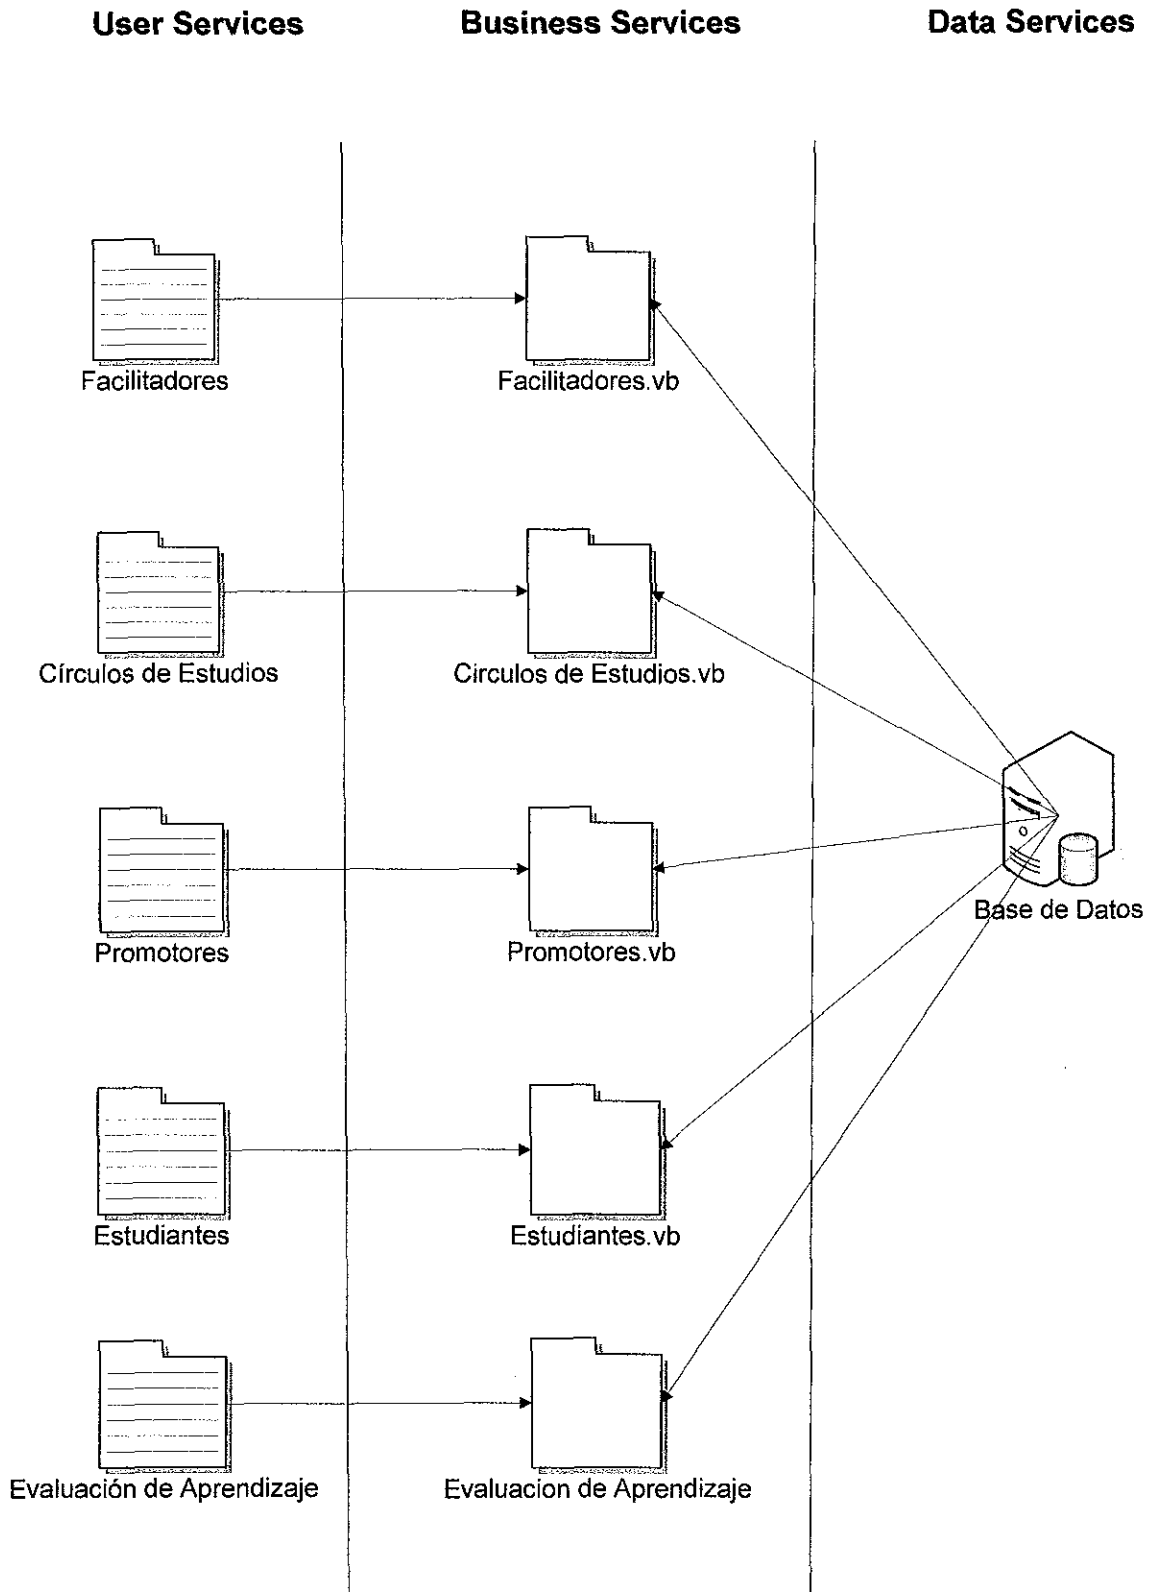 User Services Business Services Data Services
Facilitadores Facilitadores.vb
Círculos de Estudios Círculos de Estudios.vb
Base de Datos
Promotores Promotores.vb
Estudiantes Estudiantes.vb
Evaluación de Aprendizaje Evaluacion de Aprendizaje